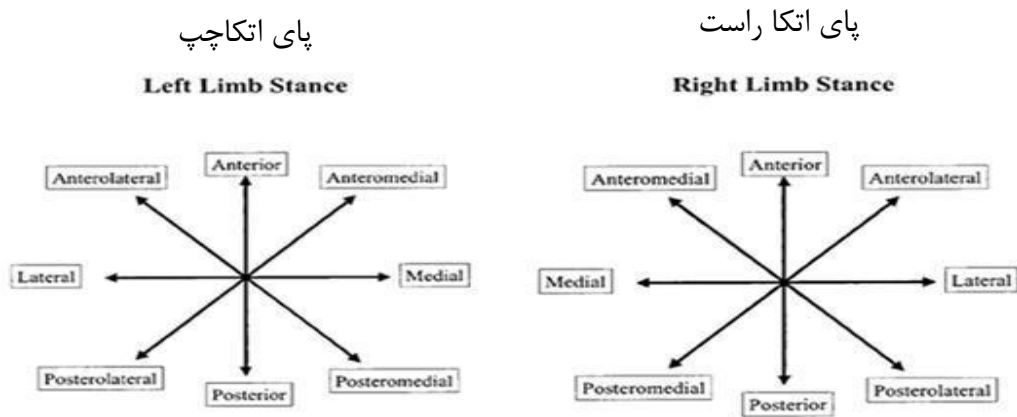 پای اتکاچپ
Left Limb Stance
Anterior
Anterolateral
Anteromedial
Lateral
Medial
Posterolateral
Posteromedial
Posterior
پای اتکا راست
Right Limb Stance
Anterior
Anteromedial
Anterolateral
Medial
Lateral
Posteromedial
Posterolateral
Posterior